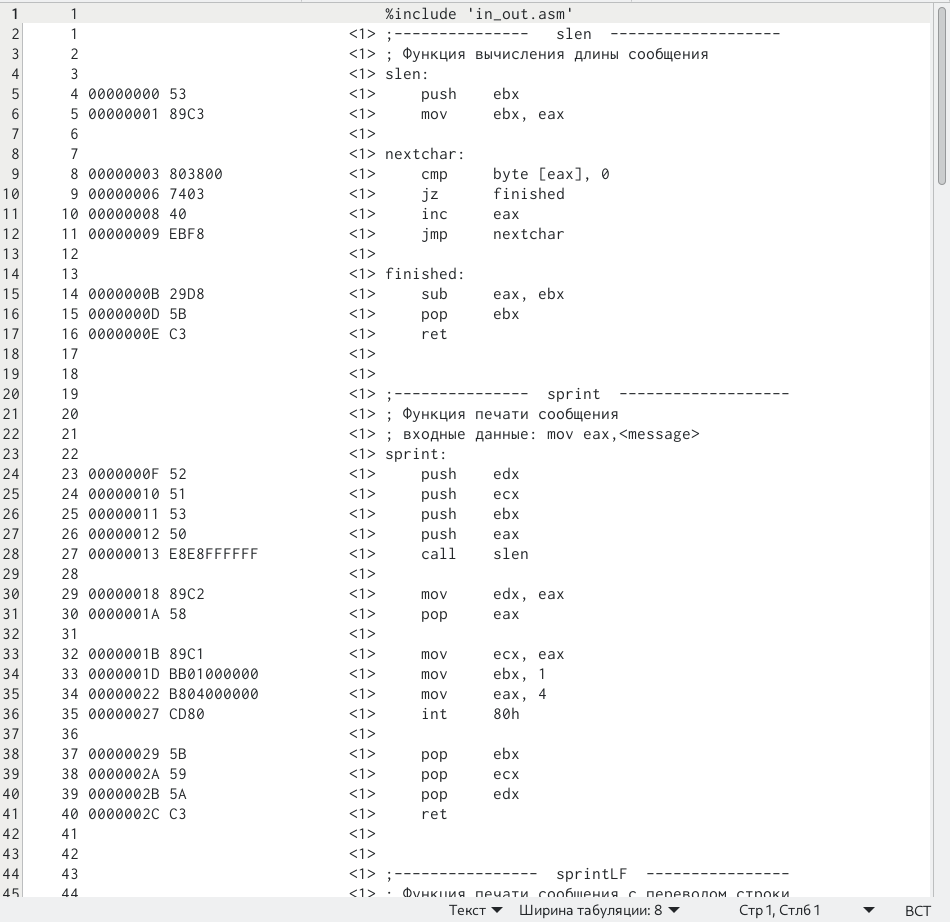 1      1                                  %include 'in_out.asm'
2      1                              <1> ;---------------   slen  -------------------
3      2                              <1> ; Функция вычисления длины сообщения
4      3                              <1> slen:
5      4 00000000 53                  <1>     push    ebx
6      5 00000001 89C3                <1>     mov     ebx, eax
7      6                              <1>
8      7                              <1> nextchar:
9      8 00000003 803800              <1>     cmp     byte [eax], 0
10     9 00000006 7403                <1>     jz      finished
11    10 00000008 40                  <1>     inc     eax
12    11 00000009 EBF8                <1>     jmp     nextchar
13    12                              <1>
14    13                              <1> finished:
15    14 0000000B 29D8                <1>     sub     eax, ebx
16    15 0000000D 5B                  <1>     pop     ebx
17    16 0000000E C3                  <1>     ret
18    17                              <1>
19    18                              <1>
20    19                              <1> ;---------------  sprint  -------------------
21    20                              <1> ; Функция печати сообщения
22    21                              <1> ; входные данные: mov eax,<message>
23    22                              <1> sprint:
24    23 0000000F 52                  <1>     push    edx
25    24 00000010 51                  <1>     push    ecx
26    25 00000011 53                  <1>     push    ebx
27    26 00000012 50                  <1>     push    eax
28    27 00000013 E8E8FFFFFF          <1>     call    slen
29    28                              <1>
30    29 00000018 89C2                <1>     mov     edx, eax
31    30 0000001A 58                  <1>     pop     eax
32    31                              <1>
33    32 0000001B 89C1                <1>     mov     ecx, eax
34    33 0000001D BB01000000          <1>     mov     ebx, 1
35    34 00000022 B804000000          <1>     mov     eax, 4
36    35 00000027 CD80                <1>     int     80h
37    36                              <1>
38    37 00000029 5B                  <1>     pop     ebx
39    38 0000002A 59                  <1>     pop     ecx
40    39 0000002B 5A                  <1>     pop     edx
41    40 0000002C C3                  <1>     ret
42    41                              <1>
43    42                              <1>
44    43                              <1> ;----------------  sprintLF  ----------------
45    44                              <1> ; Функция печати сообщения с переводом строки
Текст Ширина табуляции: 8 Стр 1, Стлб 1 ВСТ